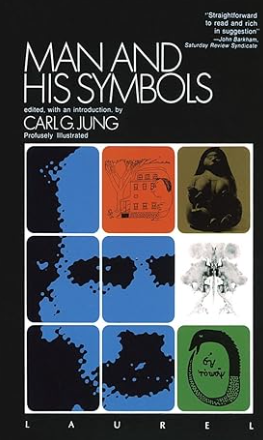 "Straightforward
to read and rich
in suggestion"
—John Barkham,
Saturday Review Syndicate
MAN AND
HIS SYMBOLS
edited, with an introduction, by
CARL G. JUNG
Profusely Illustrated
LAUREL